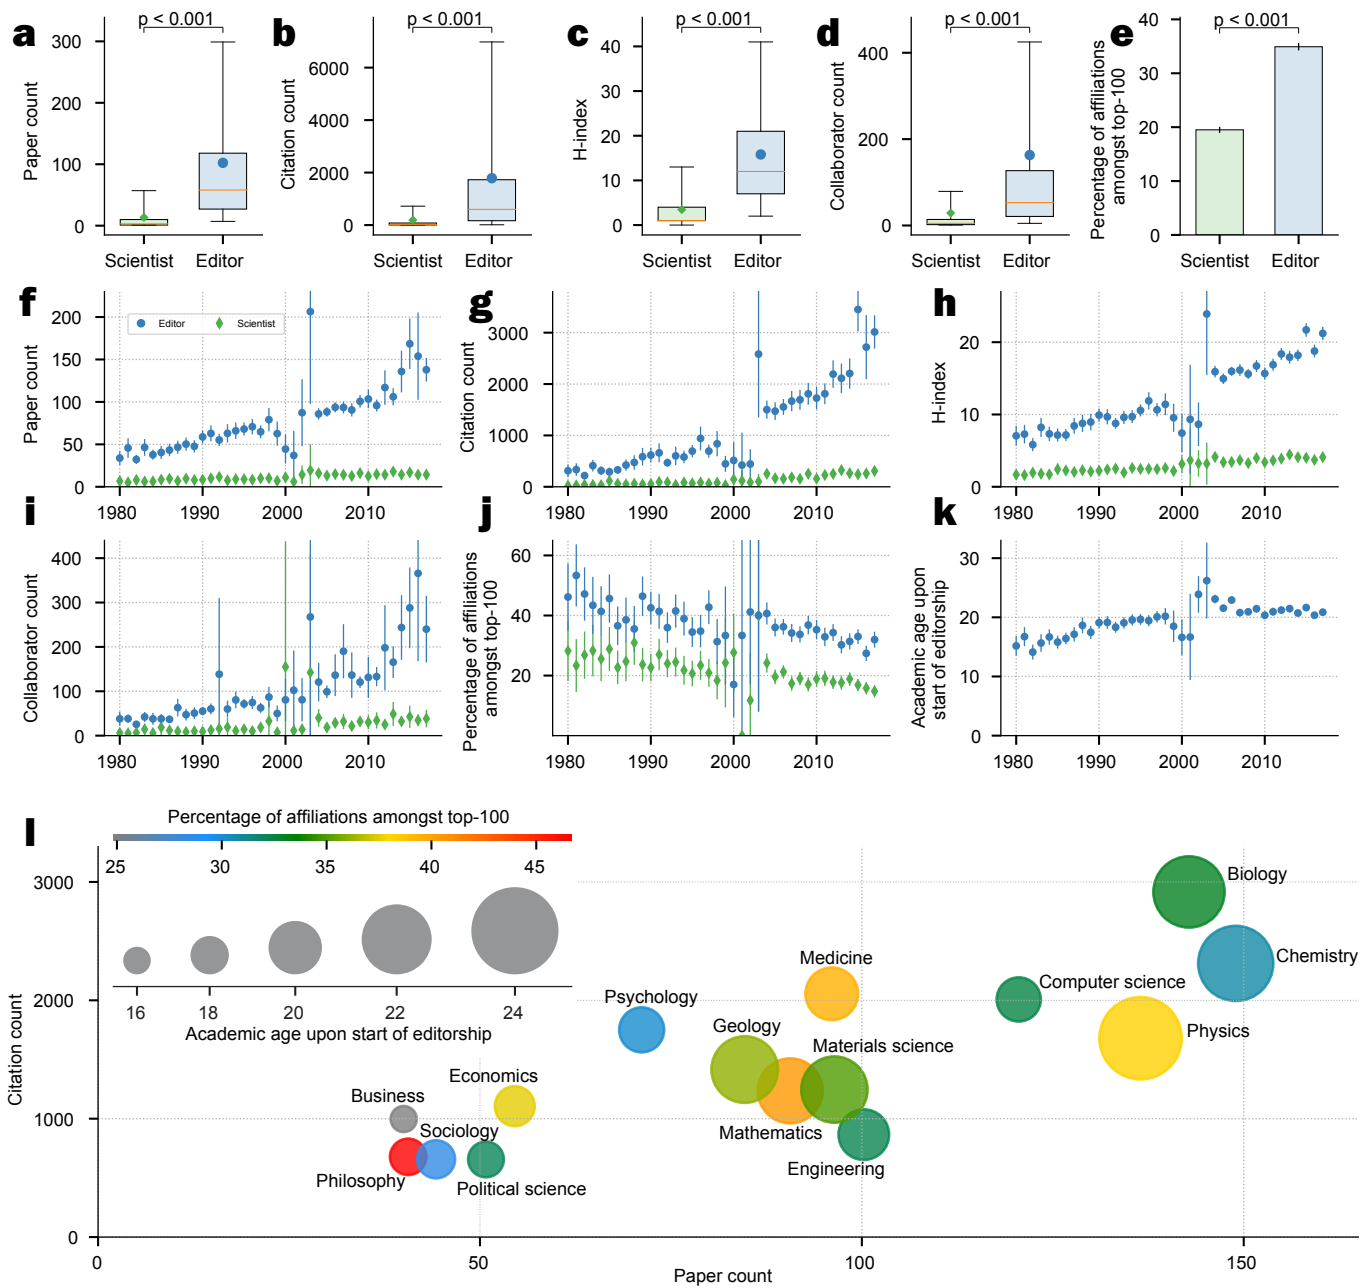 a
p < 0.001
Paper count
300
200
100
0
Scientist
Editor
b
p < 0.001
Citation count
6000
4000
2000
0
Scientist
Editor
c
p < 0.001
H-index
40
30
20
10
0
Scientist
Editor
d
p < 0.001
Collaborator count
400
200
0
Scientist
Editor
e
p < 0.001
Percentage of affiliations
amongst top-100
40
30
20
10
0
Scientist
Editor
f
Editor
Scientist
Paper count
200
150
100
50
0
1980
1990
2000
2010
g
Citation count
3000
2000
1000
0
1980
1990
2000
2010
h
H-index
20
10
0
1980
1990
2000
2010
i
Collaborator count
400
300
200
100
0
1980
1990
2000
2010
j
Percentage of affiliations
amongst top-100
60
40
20
1980
1990
2000
2010
k
Academic age upon
start of editorship
30
20
10
0
1980
1990
2000
2010
l
Percentage of affiliations amongst top-100
25
30
35
40
45
16
18
20
22
24
Academic age upon start of editorship
Citation count
3000
2000
1000
0
Biology
Chemistry
Medicine
Computer science
Psychology
Physics
Geology
Materials science
Economics
Business
Sociology
Mathematics
Engineering
Philosophy
Political science
0
50
100
150
Paper count